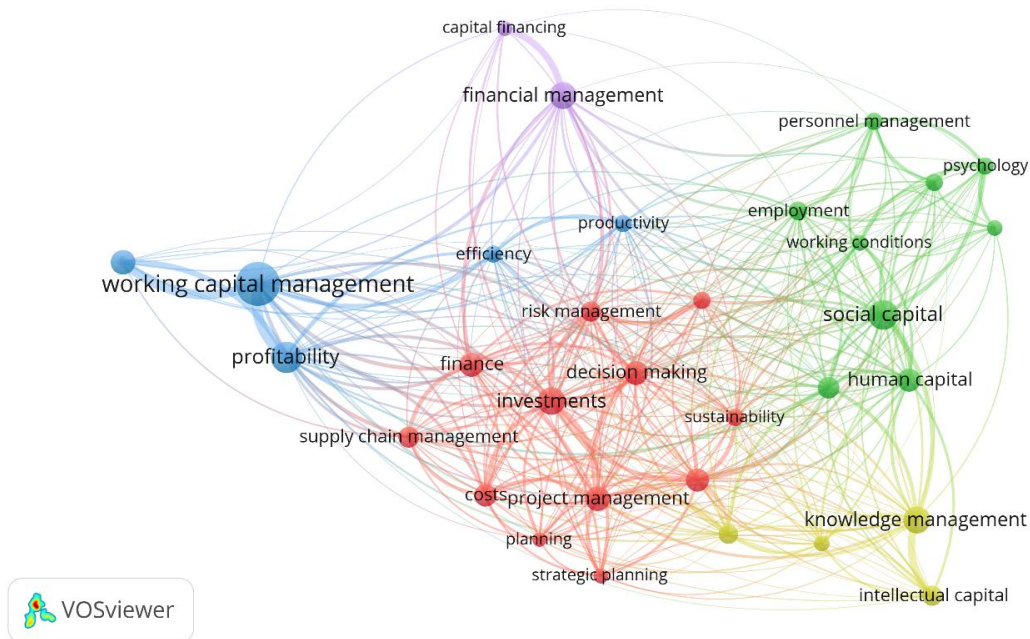 capital financing
financial management
personnel management
psychology
employment
productivity
working conditions
efficiency
working capital management
risk management
social capital
profitability
finance
decision making
human capital
investments
sustainability
supply chain management
costs
project management
knowledge management
planning
strategic planning
intellectual capital
VOSviewer